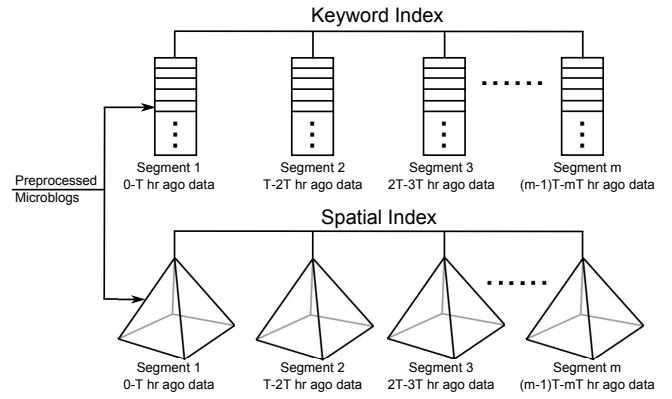 Keyword Index
Segment 1
0-T hr ago data
Segment 2
T-2T hr ago data
Segment 3
2T-3T hr ago data
Segment m
(m-1)T-mT hr ago data
Preprocessed
Microblogs
Spatial Index
Segment 1
0-T hr ago data
Segment 2
T-2T hr ago data
Segment 3
2T-3T hr ago data
Segment m
(m-1)T-mT hr ago data